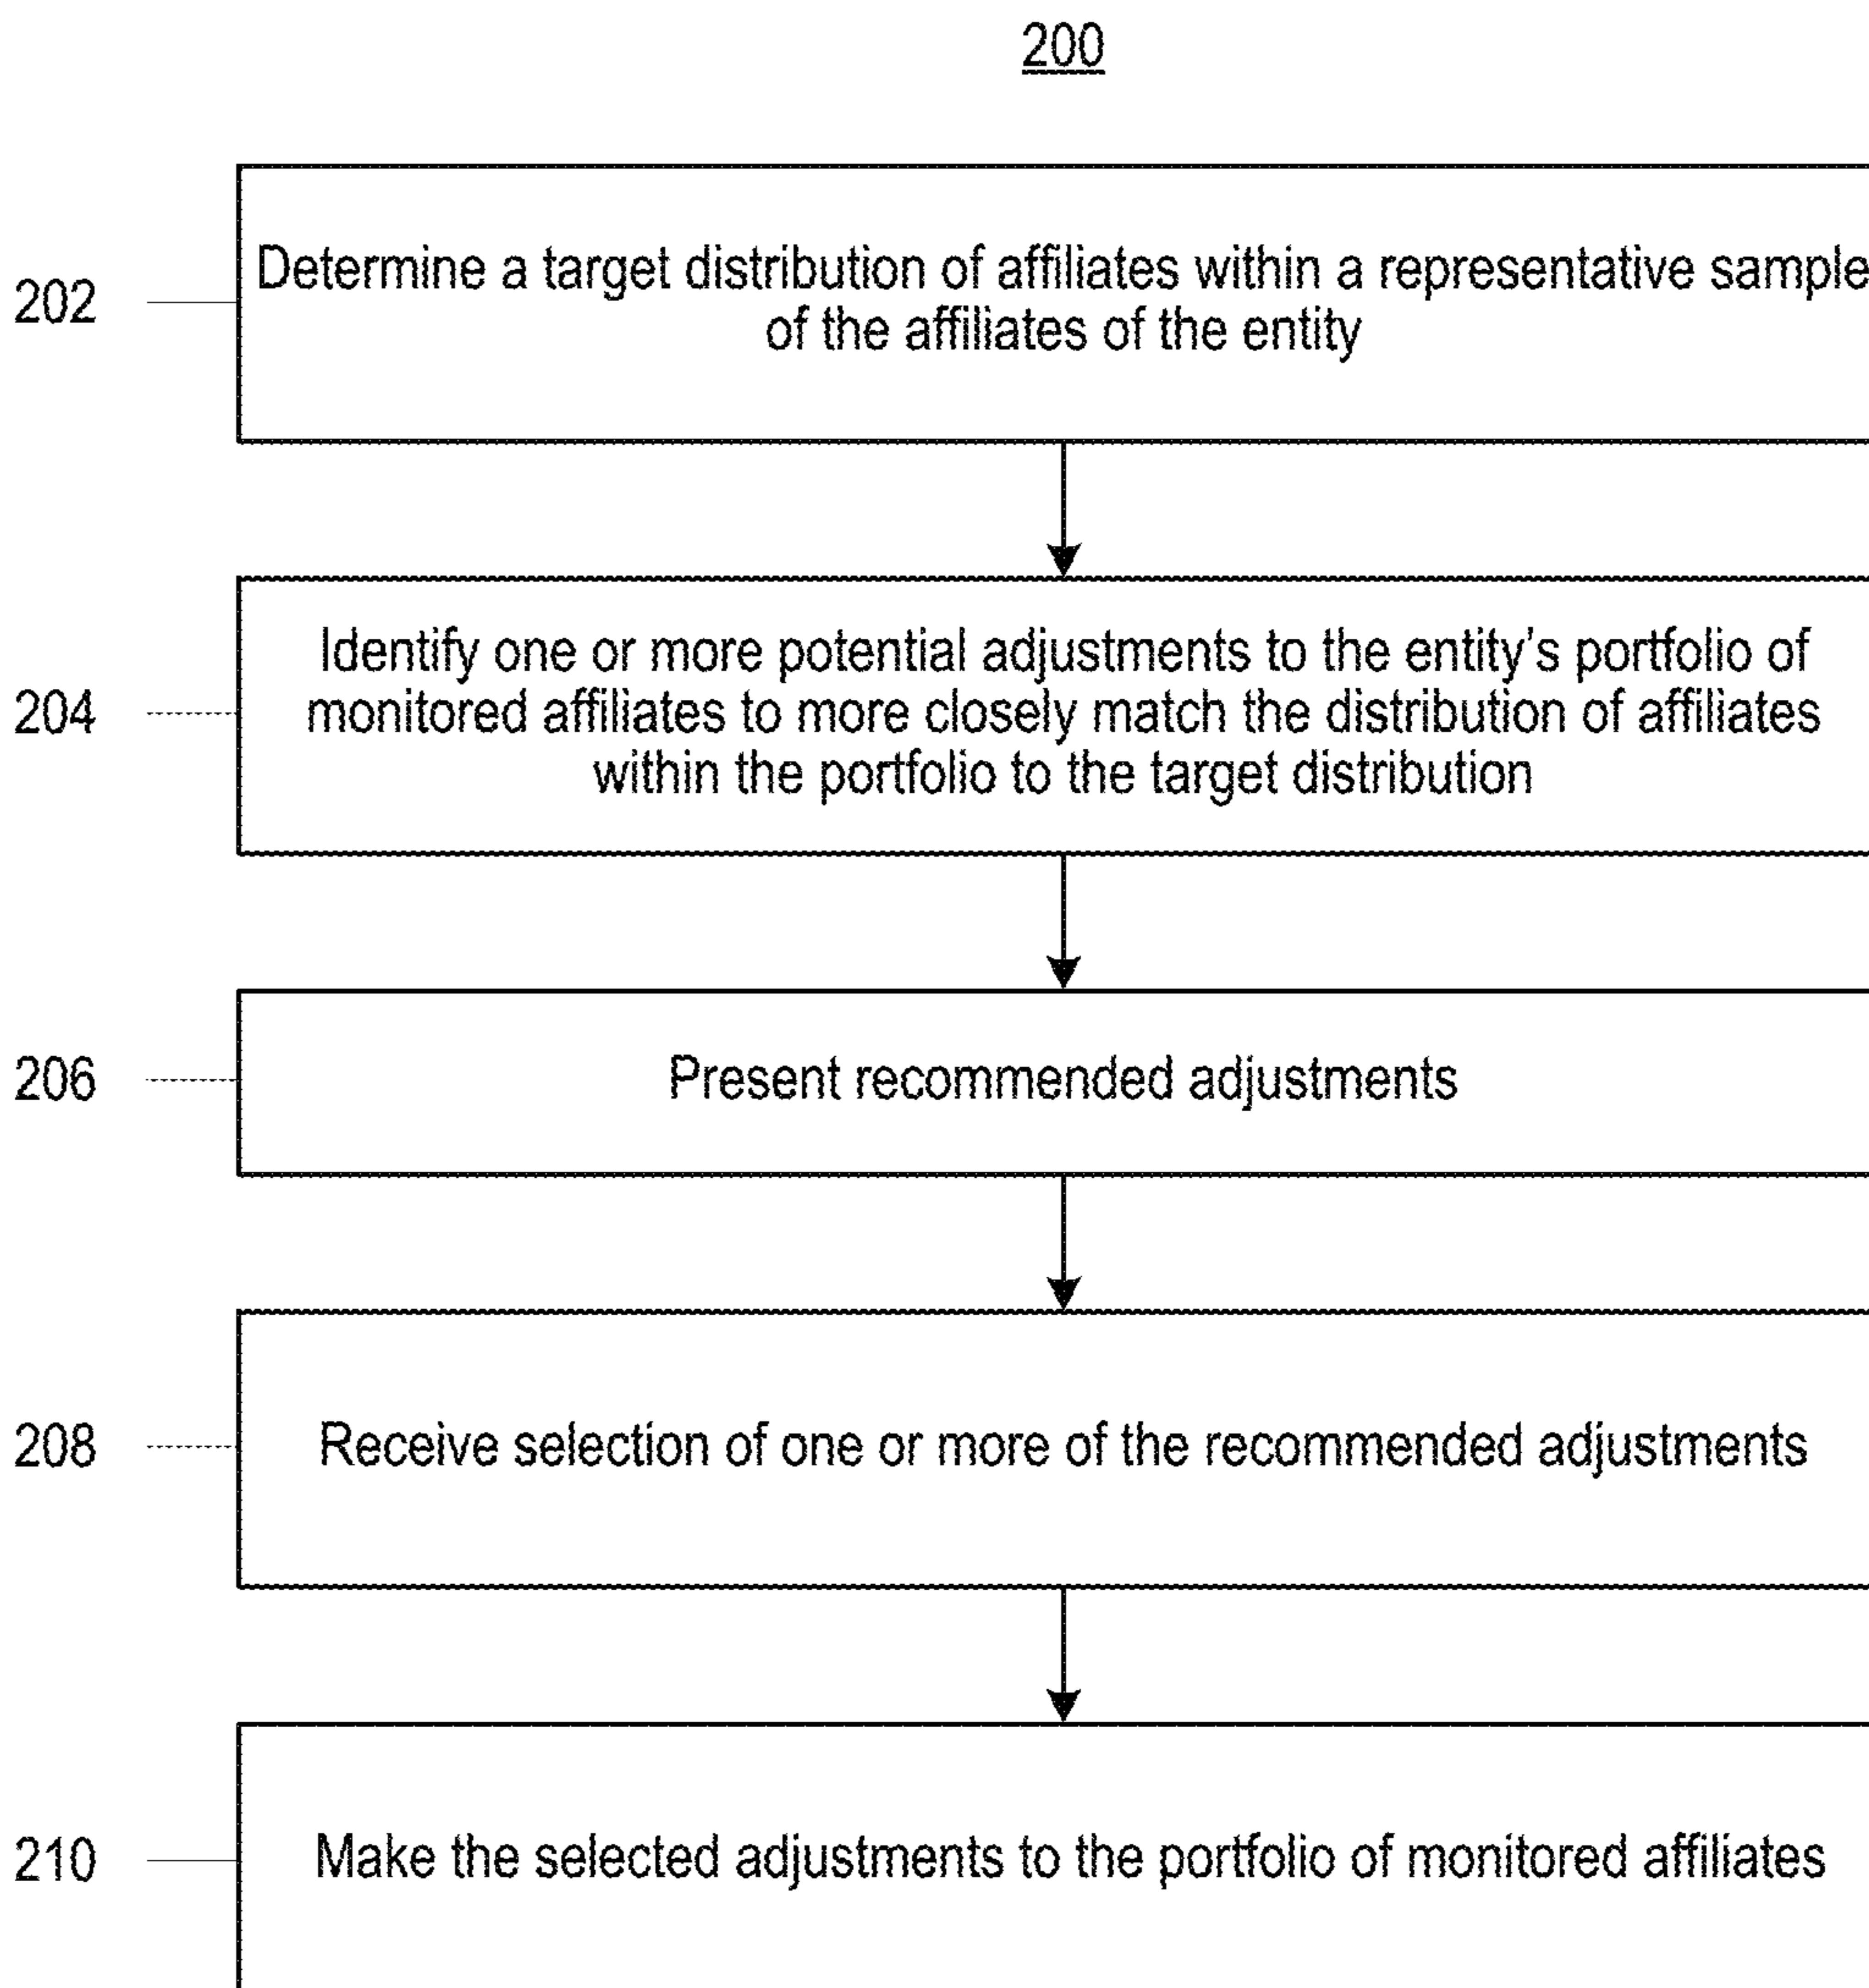 200
202
Determine a target distribution of affiliates within a representative sample
of the affiliates of the entity
204
Identify one or more potential adjustments to the entity's portfolio of
monitored affiliates to more closely match the distribution of affiliates
within the portfolio to the target distribution
206
Present recommended adjustments
208
Receive selection of one or more of the recommended adjustments
210
Make the selected adjustments to the portfolio of monitored affiliates